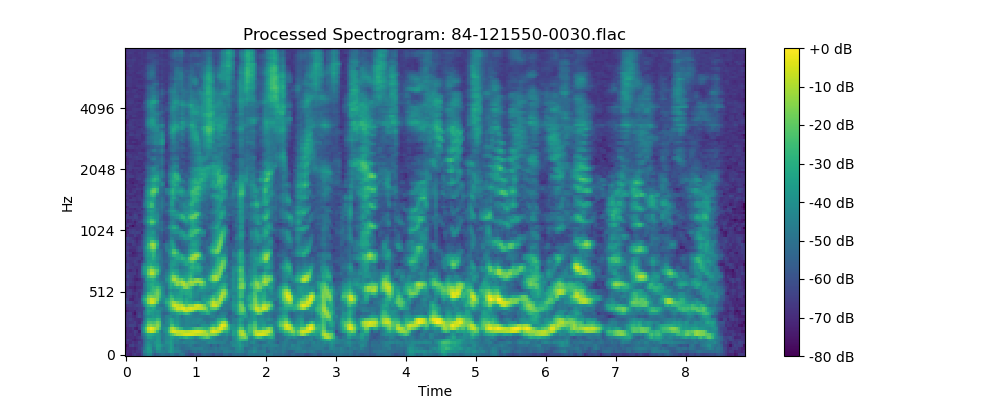 Processed Spectrogram: 84-121550-0030.flac
Hz
4096
2048
1024
512
0
0 1 2 3 4 5 6 7 8
Time
+0 dB
-10 dB
-20 dB
-30 dB
-40 dB
-50 dB
-60 dB
-70 dB
-80 dB